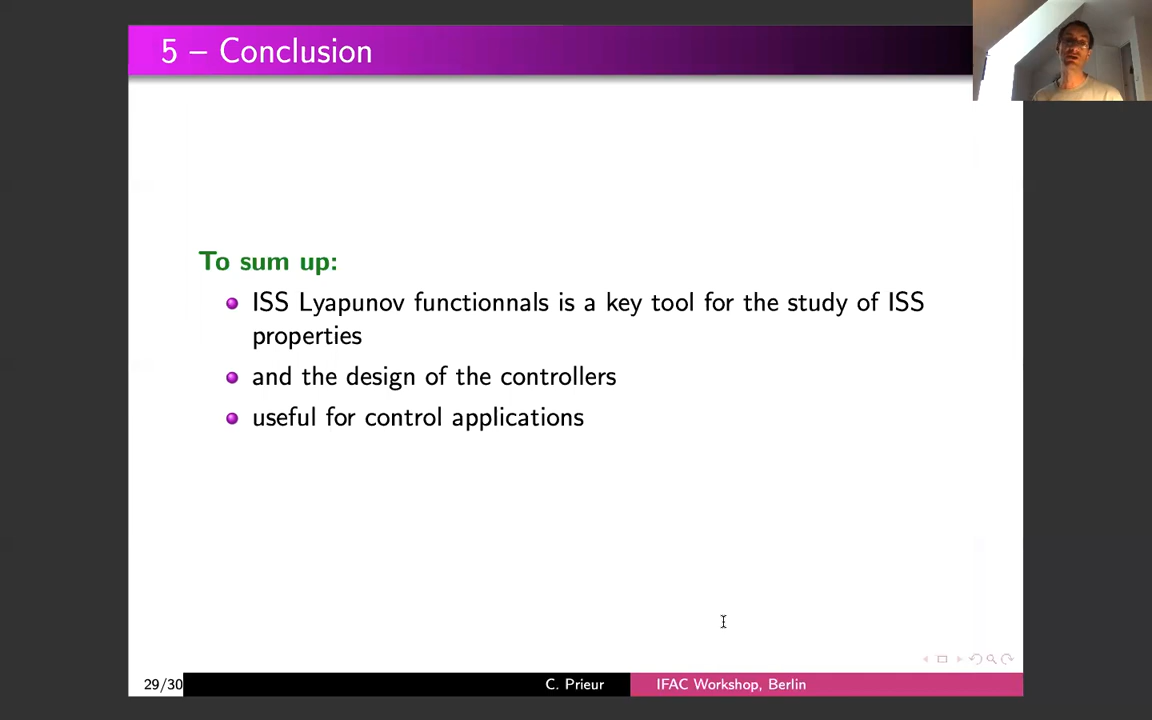 5 – Conclusion
To sum up:
ISS Lyapunov functionnals is a key tool for the study of ISS
properties
and the design of the controllers
useful for control applications
29/30
C. Prieur
IFAC Workshop, Berlin